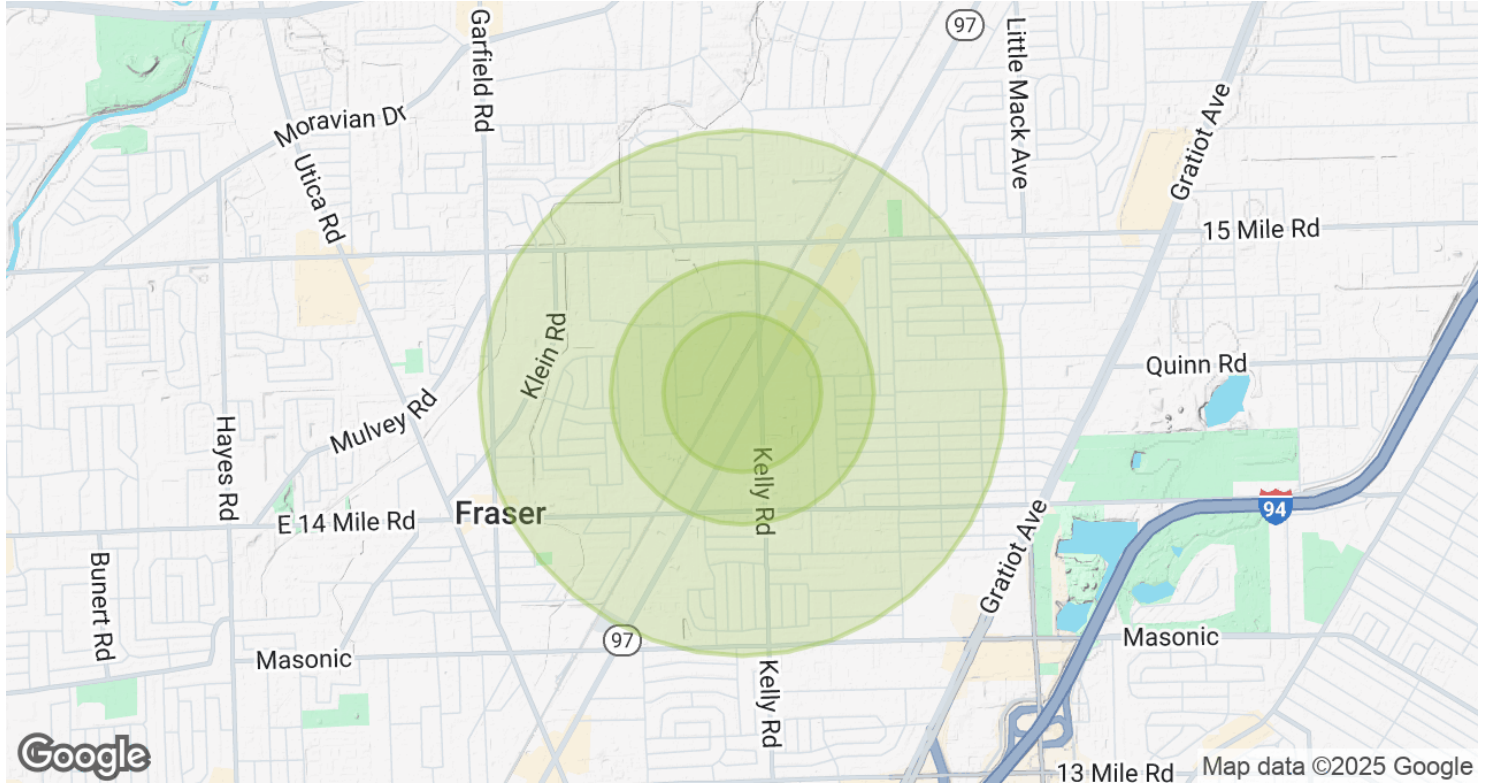 97
Garfield Rd
Little Mack Ave
Gratiot Ave
Moravian Dr
Utica Rd
15 Mile Rd
Klein Rd
Quinn Rd
Mulvey Rd
Hayes Rd
Kelly Rd
E 14 Mile Rd
Fraser
94
Bunert Rd
Gratiot Ave
97
Masonic
Masonic
Kelly Rd
13 Mile Rd
Google
Map data ©2025 Google